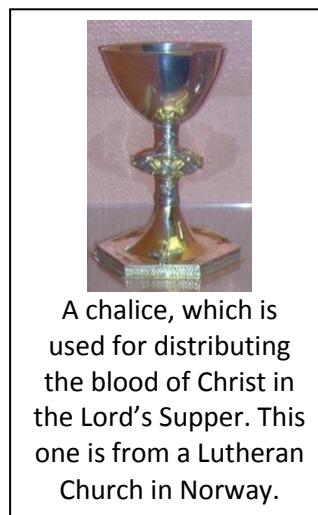 A chalice, which is
used for distributing
the blood of Christ in
the Lord’s Supper. This
one is from a Lutheran
Church in Norway.